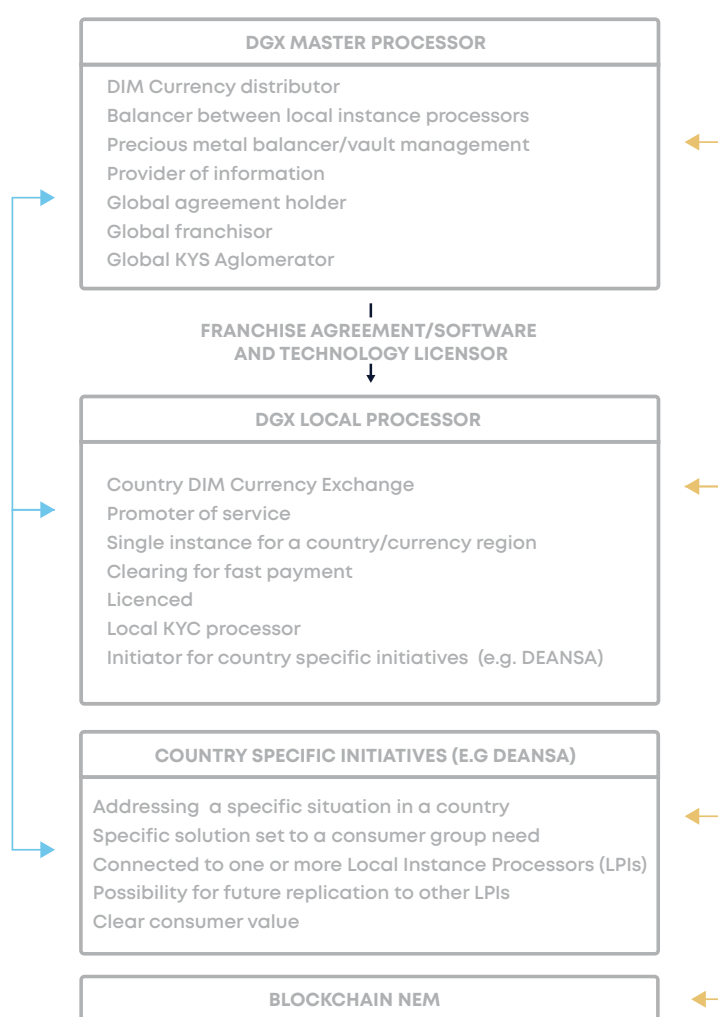 DGX MASTER PROCESSOR
DIM Currency distributor
Balancer between local instance processors
Precious metal balancer/vault management
Provider of information
Global agreement holder
Global franchisor
Global KYS Aglomerator
FRANCHISE AGREEMENT/SOFTWARE
AND TECHNOLOGY LICENSOR
DGX LOCAL PROCESSOR
Country DIM Currency Exchange
Promoter of service
Single instance for a country/currency region
Clearing for fast payment
Licenced
Local KYC processor
Initiator for country specific initiatives (e.g. DEANSA)
COUNTRY SPECIFIC INITIATIVES (E.G DEANSA)
Addressing a specific situation in a country
Specific solution set to a consumer group need
Connected to one or more Local Instance Processors (LPIs)
Possibility for future replication to other LPIs
Clear consumer value
BLOCKCHAIN NEM